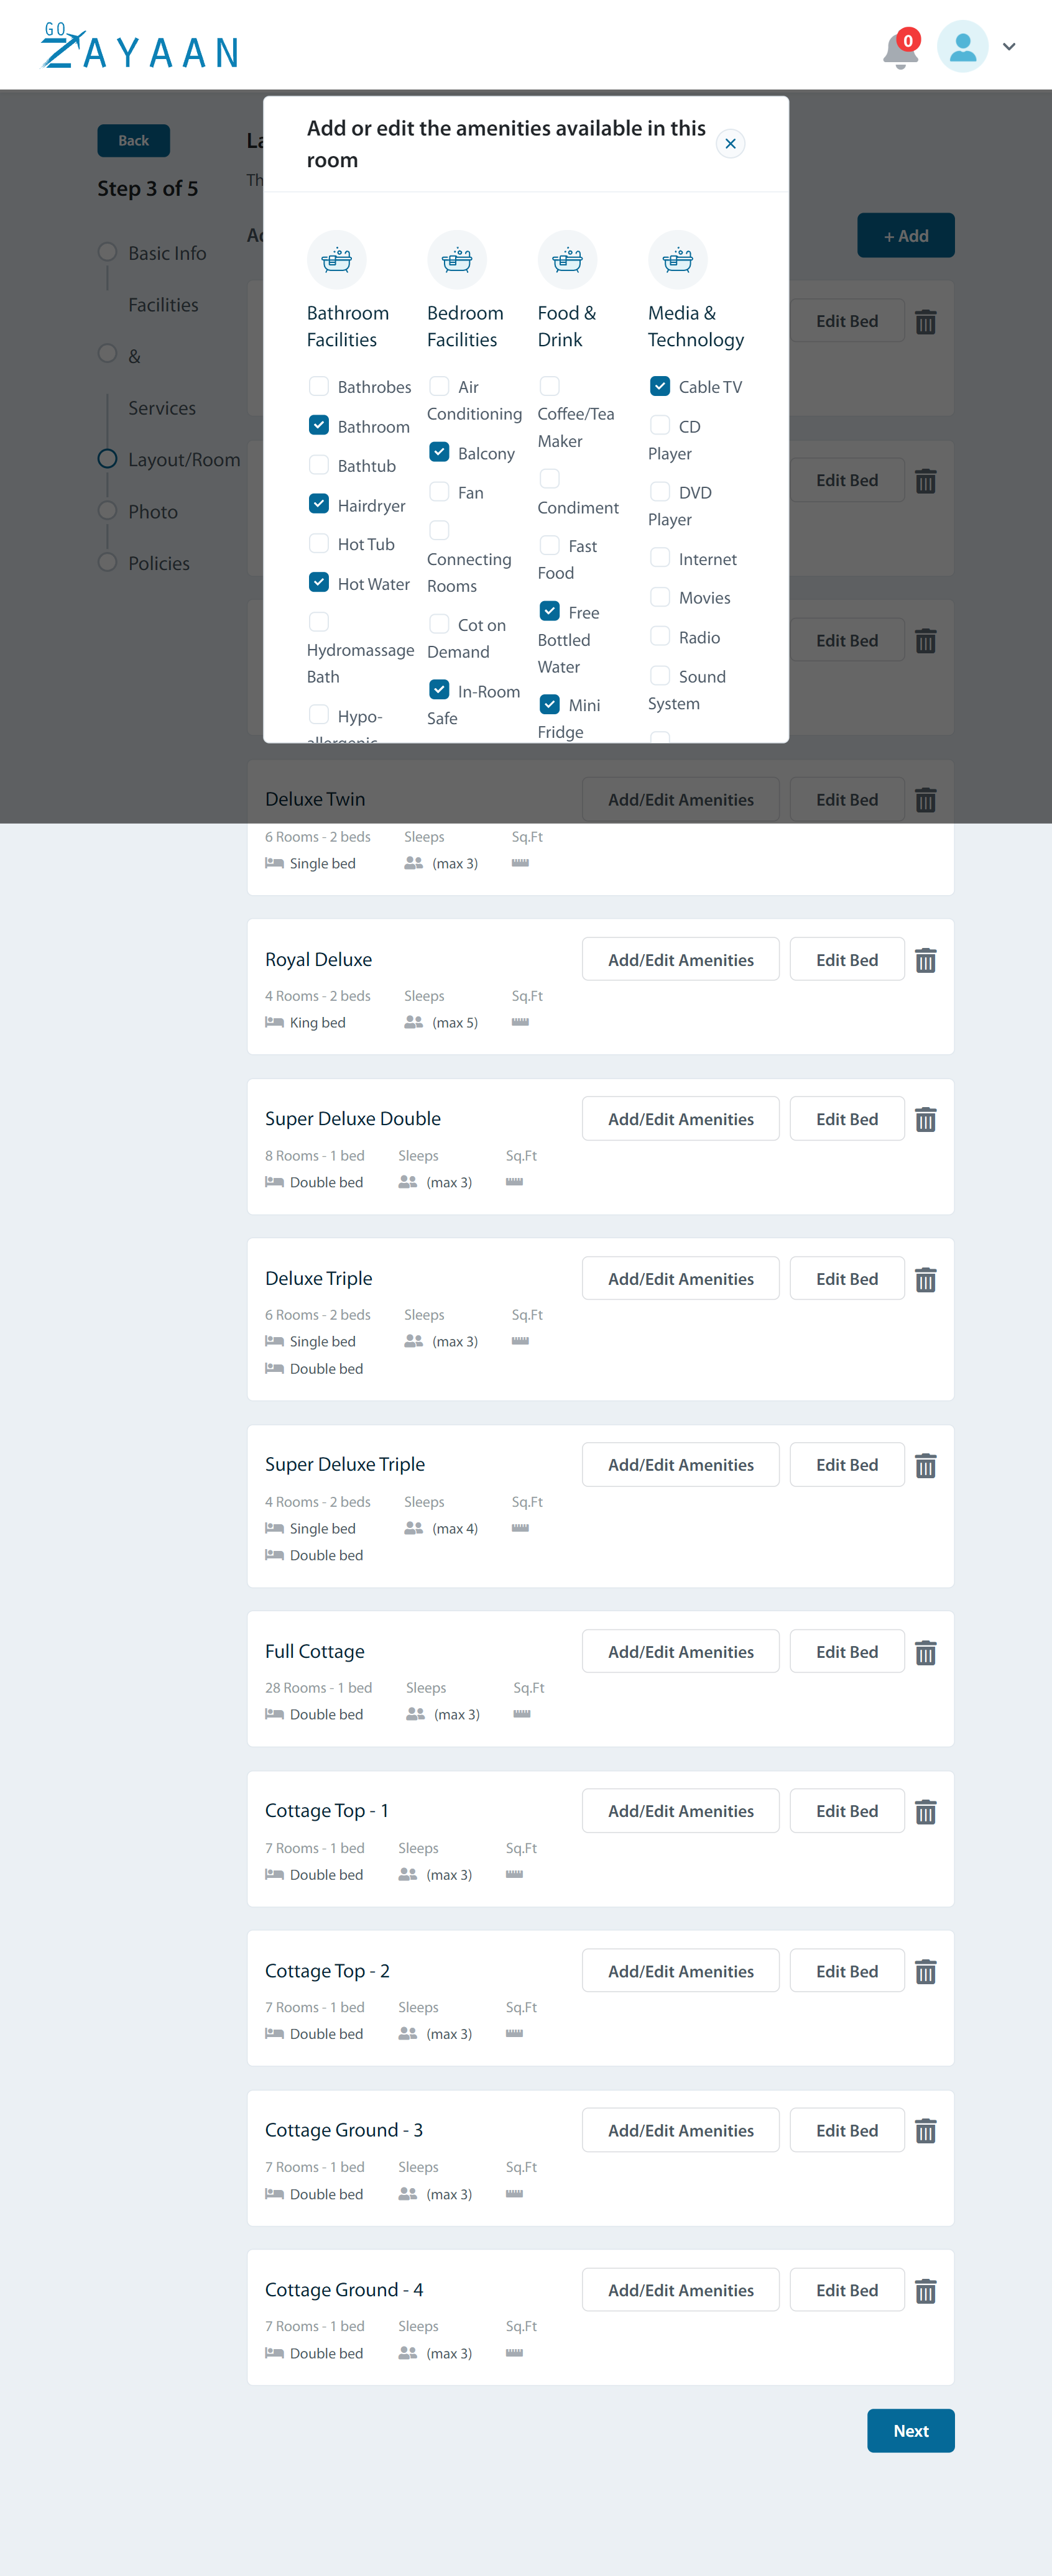 GO
ZAYAAN
0
Add or edit the amenities available in this
room
Back
Step 3 of 5
Basic Info
Facilities
&
Services
Layout/Room
Photo
Policies
+ Add
Bathroom
Facilities
Bathrobes
Bathroom
Bathtub
Hairdryer
Hot Tub
Hot Water
Hydromassage
Bath
Hypo-
allergenic
Bedroom
Facilities
Air
Conditioning
Balcony
Fan
Connecting
Rooms
Cot on
Demand
In-Room
Safe
Food &
Drink
Coffee/Tea
Maker
Condiment
Fast
Food
Free
Bottled
Water
Mini
Fridge
Media &
Technology
Cable TV
CD
Player
DVD
Player
Internet
Movies
Radio
Sound
System
Edit Bed
Edit Bed
Edit Bed
Deluxe Twin Add/Edit Amenities Edit Bed
6 Rooms - 2 beds Sleeps Sq.Ft
Single bed (max 3)
Royal Deluxe Add/Edit Amenities Edit Bed
4 Rooms - 2 beds Sleeps Sq.Ft
King bed (max 5)
Super Deluxe Double Add/Edit Amenities Edit Bed
8 Rooms - 1 bed Sleeps Sq.Ft
Double bed (max 3)
Deluxe Triple Add/Edit Amenities Edit Bed
6 Rooms - 2 beds Sleeps Sq.Ft
Single bed (max 3)
Double bed
Super Deluxe Triple Add/Edit Amenities Edit Bed
4 Rooms - 2 beds Sleeps Sq.Ft
Single bed (max 4)
Double bed
Full Cottage Add/Edit Amenities Edit Bed
28 Rooms - 1 bed Sleeps Sq.Ft
Double bed (max 3)
Cottage Top - 1 Add/Edit Amenities Edit Bed
7 Rooms - 1 bed Sleeps Sq.Ft
Double bed (max 3)
Cottage Top - 2 Add/Edit Amenities Edit Bed
7 Rooms - 1 bed Sleeps Sq.Ft
Double bed (max 3)
Cottage Ground - 3 Add/Edit Amenities Edit Bed
7 Rooms - 1 bed Sleeps Sq.Ft
Double bed (max 3)
Cottage Ground - 4 Add/Edit Amenities Edit Bed
7 Rooms - 1 bed Sleeps Sq.Ft
Double bed (max 3)
Next